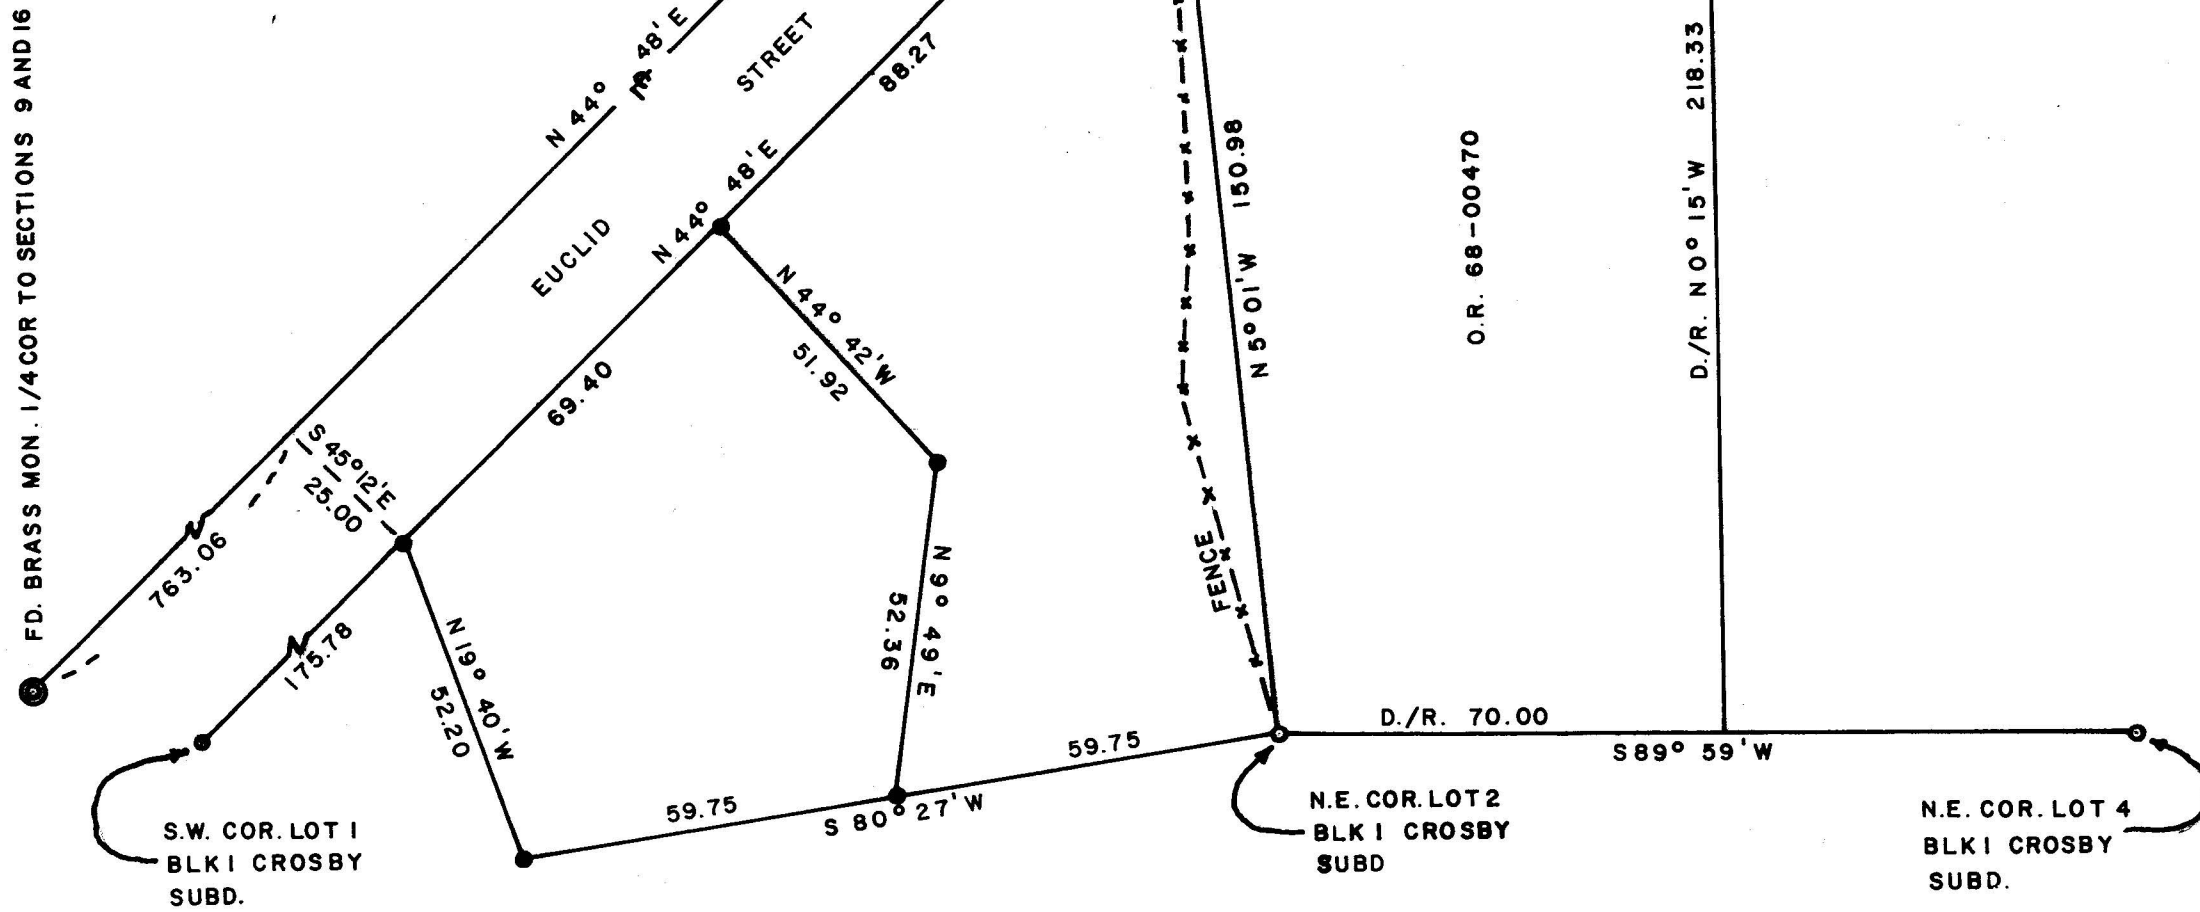 FD. BRASS MON. 1/4 COR TO SECTIONS 9 AND 16
N 44° 48' E
EUCLID STREET
88.27
N 44° 48' E
69.40
S 45° 12' E
25.00
763.06
175.78
N 44° 42' W
51.92
N 9° 49' E
52.36
N 19° 40' W
52.20
59.75
S 80° 27' W
59.75
FENCE
N 5° 01' W 150.98
O.R. 68-00470
D./R. N 0° 15' W 218.33
D./R. 70.00
S 89° 59' W
S.W. COR. LOT 1
BLK 1 CROSBY
SUBD.
N.E. COR. LOT 2
BLK 1 CROSBY
SUBD
N.E. COR. LOT 4
BLK 1 CROSBY
SUBD.